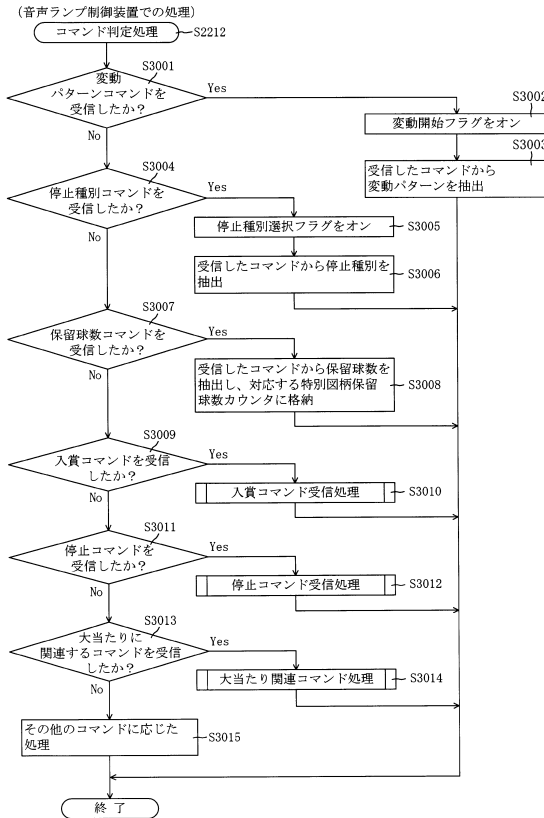 (音声ランプ制御装置での処理)
コマンド判定処理
S2212
S3001
変動
パターンコマンドを
受信したか？
Yes
No
S3002
変動開始フラグをオン
S3003
受信したコマンドから
変動パターンを抽出
S3004
停止種別コマンドを
受信したか？
Yes
No
停止種別選択フラグをオン
S3005
受信したコマンドから停止種別を
抽出
S3006
S3007
保留球数コマンドを
受信したか？
Yes
No
受信したコマンドから保留球数を
抽出し、対応する特別図柄保留
球数カウンタに格納
S3008
S3009
入賞コマンドを受信
したか？
Yes
No
入賞コマンド受信処理
S3010
S3011
停止コマンドを
受信したか？
Yes
No
停止コマンド受信処理
S3012
S3013
大当たりに
関連するコマンドを受信
したか？
Yes
No
大当たり関連コマンド処理
S3014
その他のコマンドに応じた
処理
S3015
終了